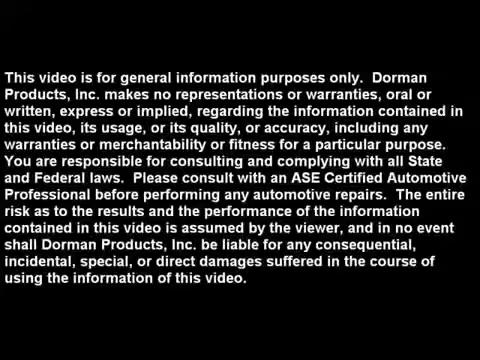 This video is for general information purposes only.  Dorman
Products, Inc. makes no representations or warranties, oral or
written, express or implied, regarding the information contained in
this video, its usage, or its quality, or accuracy, including any
warranties or merchantability or fitness for a particular purpose.
You are responsible for consulting and complying with all State
and Federal laws.  Please consult with an ASE Certified Automotive
Professional before performing any automotive repairs.  The entire
risk as to the results and the performance of the information
contained in this video is assumed by the viewer, and in no event
shall Dorman Products, Inc. be liable for any consequential,
incidental, special, or direct damages suffered in the course of
using the information of this video.